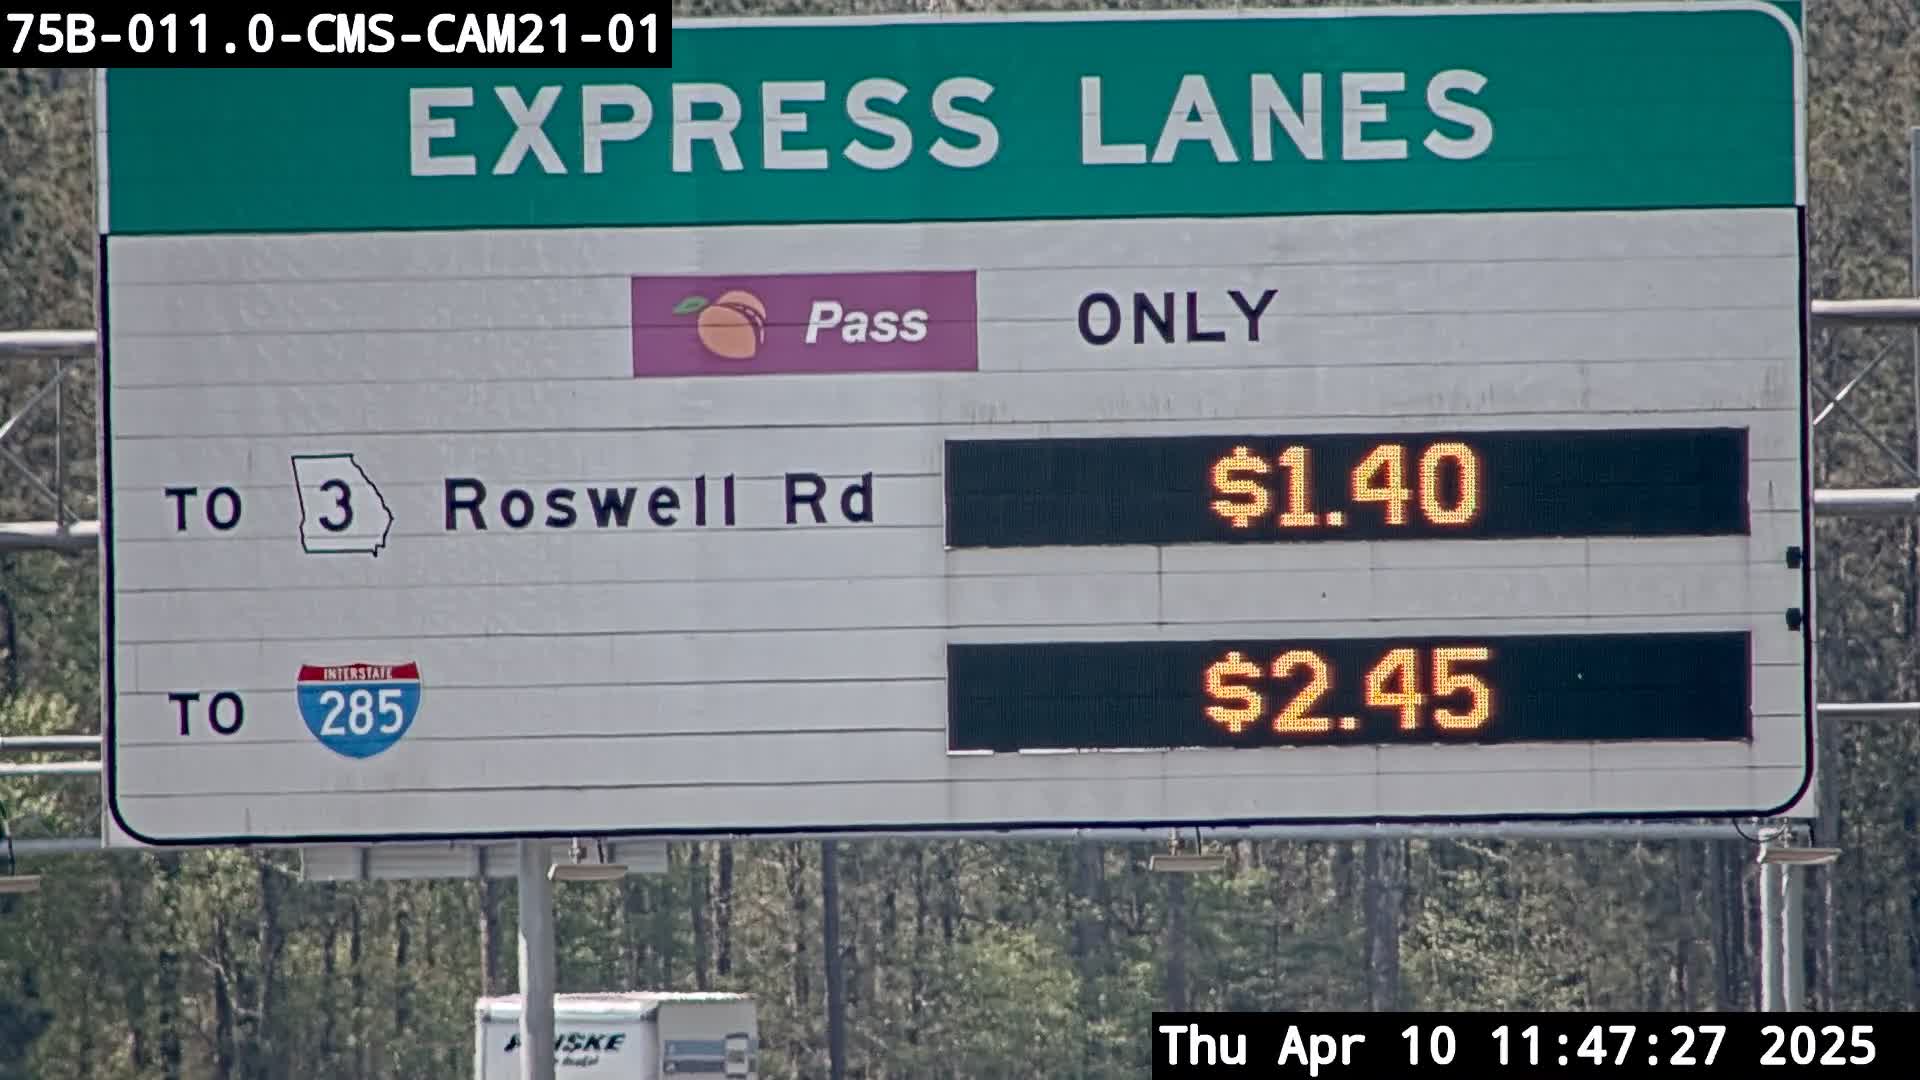 75B-011.0-CMS-CAM21-01
EXPRESS LANES
Pass ONLY
TO 3 Roswell Rd $1.40
TO INTERSTATE 285 $2.45
Thu Apr 10 11:47:27 2025